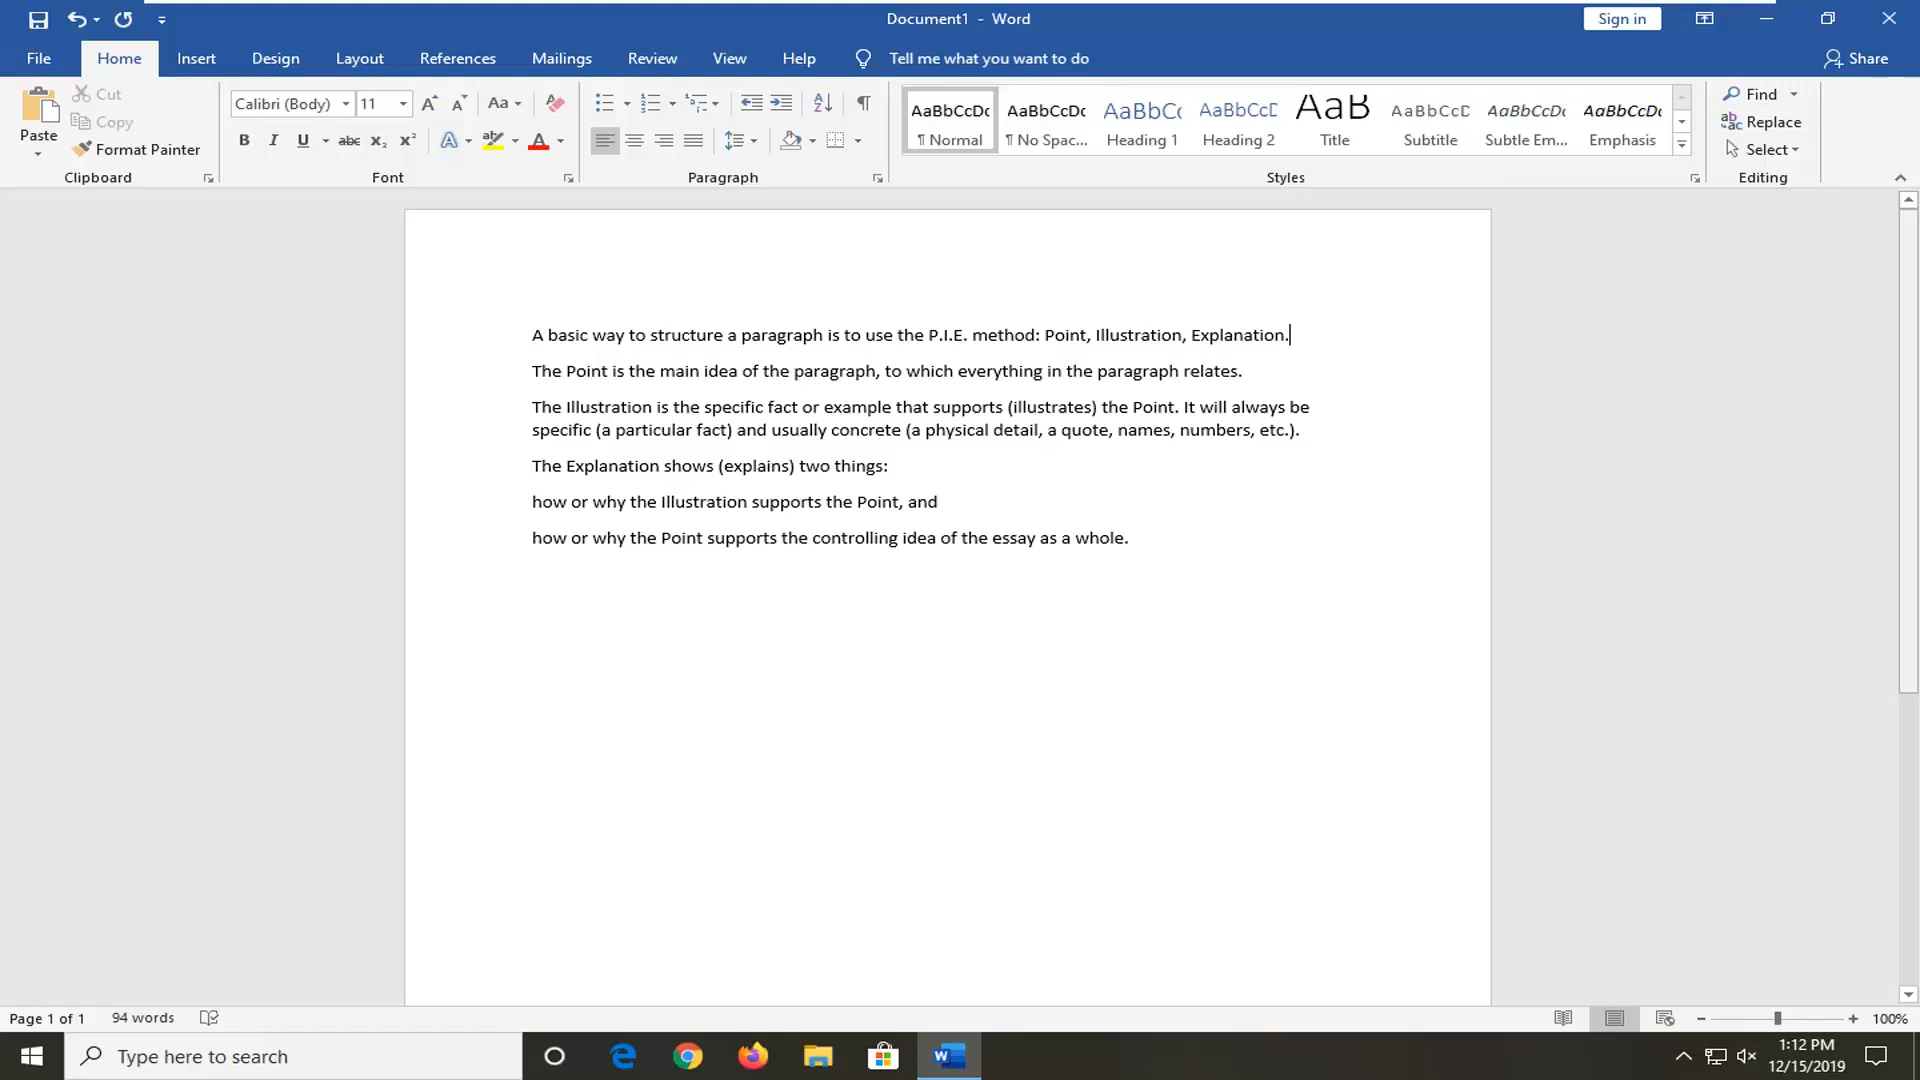 Document1 - Word
Sign in
File Home Insert Design Layout References Mailings Review View Help Tell me what you want to do Share
Paste
Cut
Copy
Format Painter
Clipboard
Calibri (Body) 11 Aa
B I U abc x₂ x² A ab A
Font
Paragraph
AaBbCcDc AaBbCcDc AaBbCc AaBbCcD AaB AaBbCcD AaBbCcDc AaBbCcDc
¶ Normal ¶ No Spac... Heading 1 Heading 2 Title Subtitle Subtle Em... Emphasis
Styles
Find
Replace
Select
Editing
A basic way to structure a paragraph is to use the P.I.E. method: Point, Illustration, Explanation.
The Point is the main idea of the paragraph, to which everything in the paragraph relates.
The Illustration is the specific fact or example that supports (illustrates) the Point. It will always be
specific (a particular fact) and usually concrete (a physical detail, a quote, names, numbers, etc.).
The Explanation shows (explains) two things:
how or why the Illustration supports the Point, and
how or why the Point supports the controlling idea of the essay as a whole.
Page 1 of 1 94 words 100%
Type here to search
1:12 PM
12/15/2019